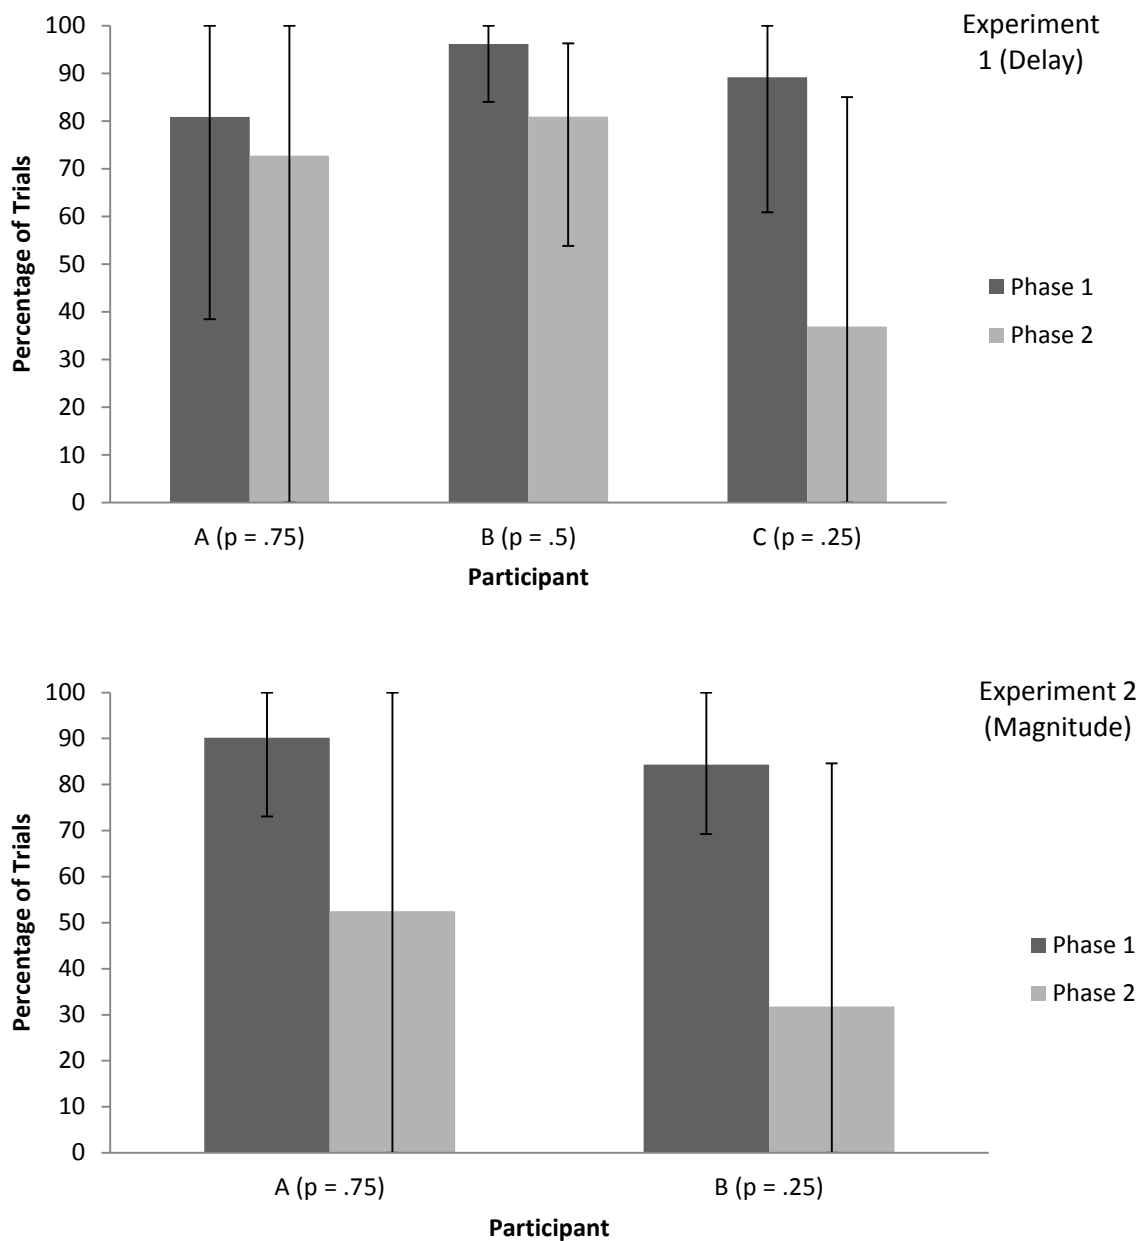 Experiment
1 (Delay)
Percentage of Trials
100
90
80
70
60
50
40
30
20
10
0
Phase 1
Phase 2
A (p = .75)
B (p = .5)
C (p = .25)
Participant
Experiment 2
(Magnitude)
Percentage of Trials
100
90
80
70
60
50
40
30
20
10
0
Phase 1
Phase 2
A (p = .75)
B (p = .25)
Participant